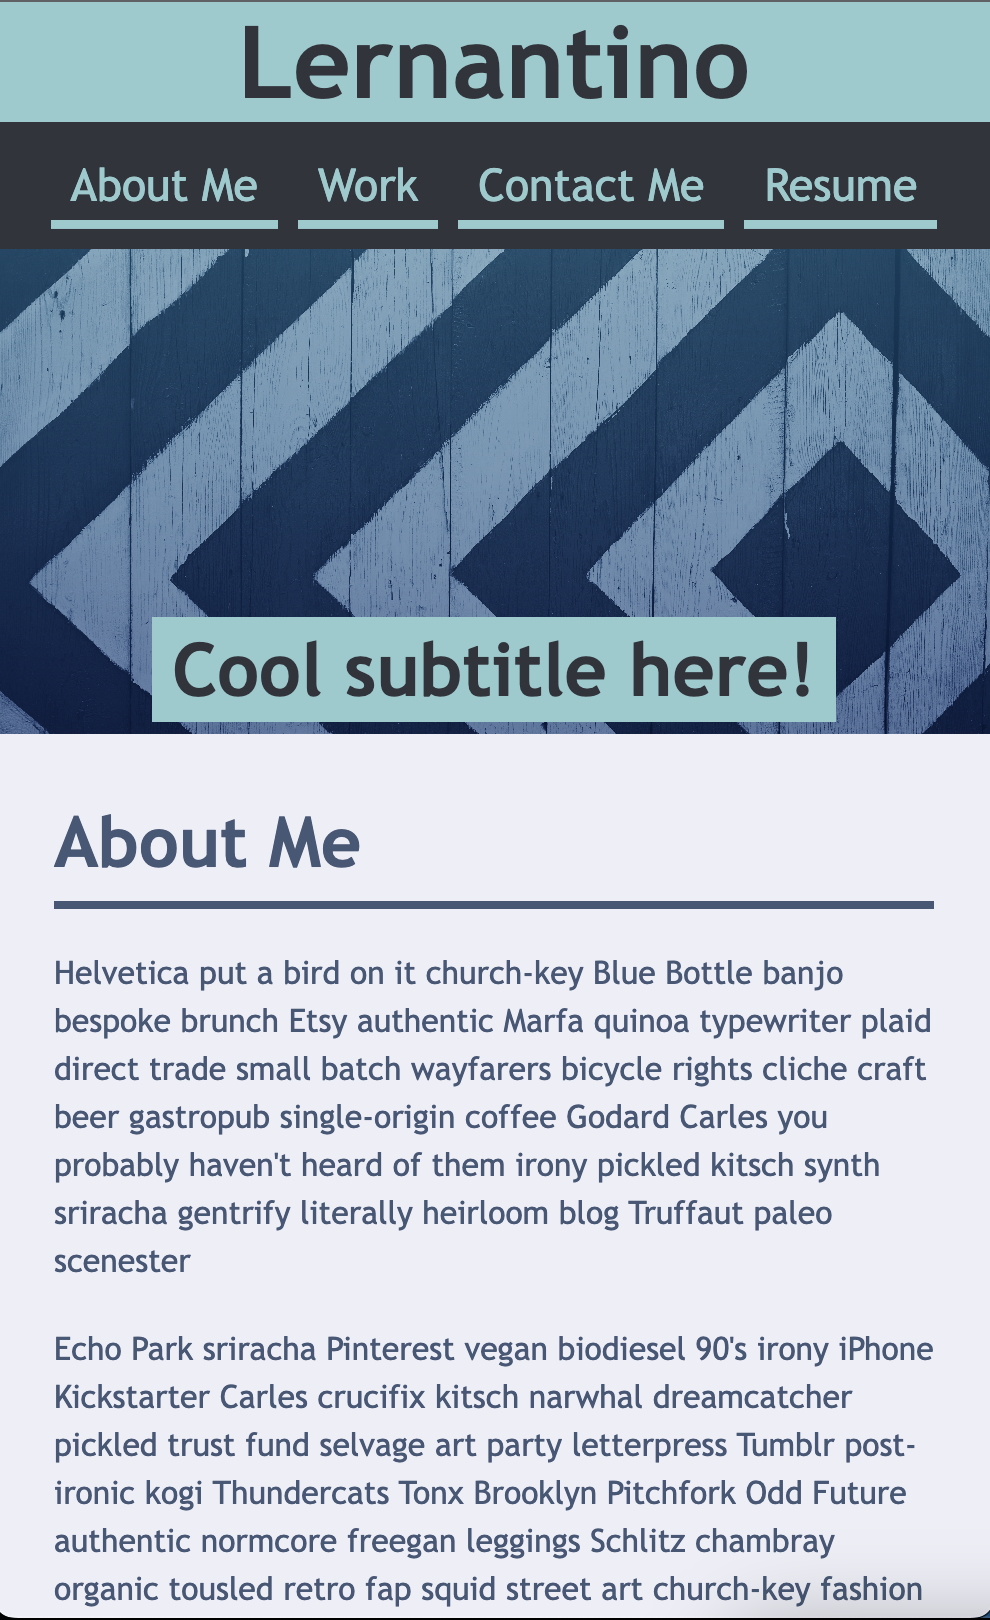 Lernantino
About Me Work Contact Me Resume
Cool subtitle here!
About Me
Helvetica put a bird on it church-key Blue Bottle banjo
bespoke brunch Etsy authentic Marfa quinoa typewriter plaid
direct trade small batch wayfarers bicycle rights cliche craft
beer gastropub single-origin coffee Godard Carles you
probably haven't heard of them irony pickled kitsch synth
sriracha gentrify literally heirloom blog Truffaut paleo
scenester
Echo Park sriracha Pinterest vegan biodiesel 90's irony iPhone
Kickstarter Carles crucifix kitsch narwhal dreamcatcher
pickled trust fund selvage art party letterpress Tumblr post-
ironic kogi Thundercats Tonx Brooklyn Pitchfork Odd Future
authentic normcore freegan leggings Schlitz chambray
organic tousled retro fap squid street art church-key fashion